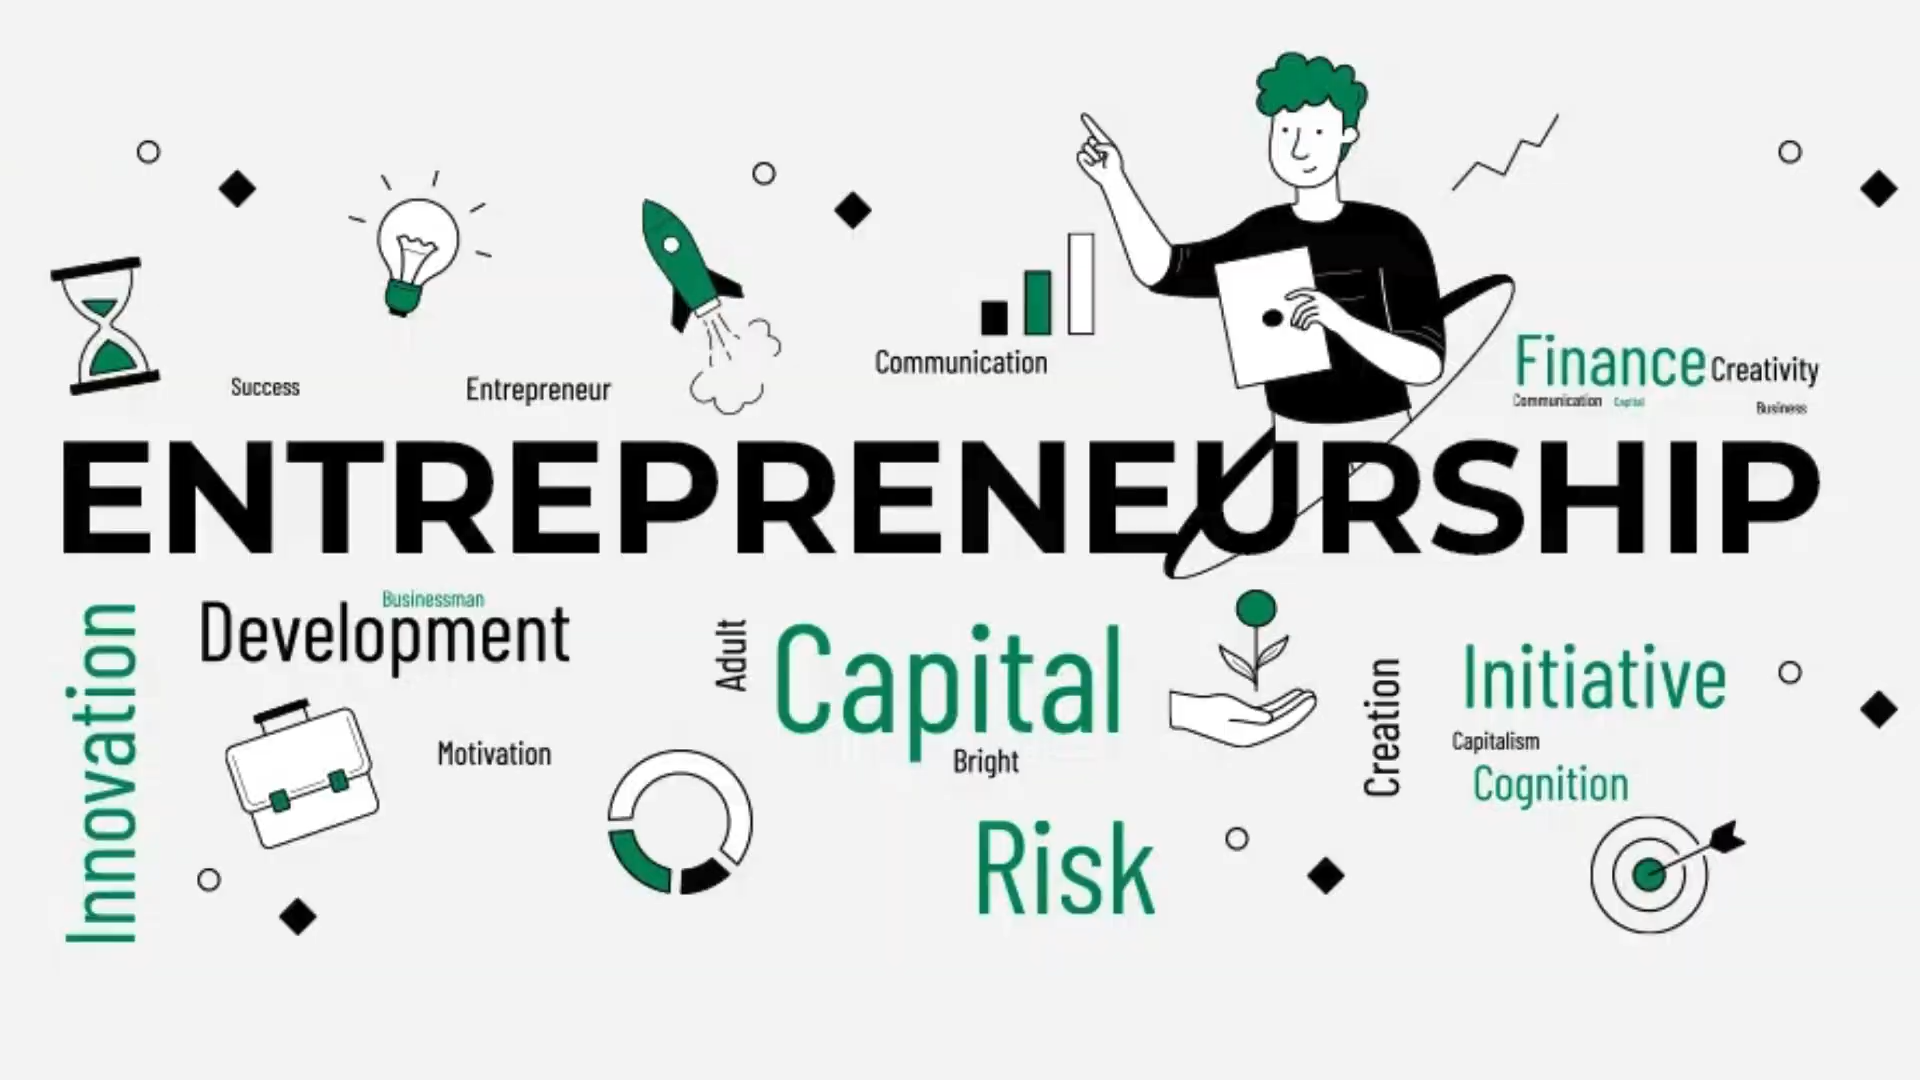 Success
Entrepreneur
Communication
Finance
Creativity
Communication
Capital
Business
ENTREPRENEURSHIP
Innovation
Businessman
Development
Motivation
Adult
Capital
Bright
Risk
Creation
Initiative
Capitalism
Cognition